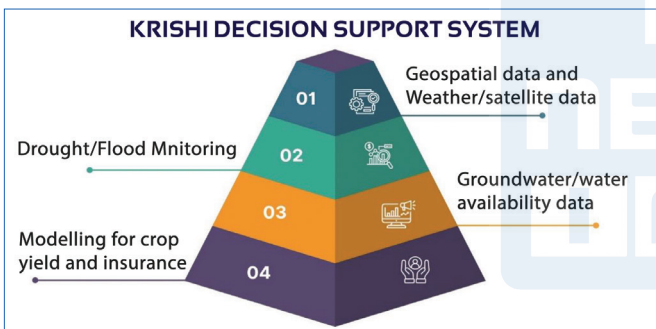 KRISHI DECISION SUPPORT SYSTEM
01
Geospatial data and
Weather/satellite data
Drought/Flood Mnitoring
02
03
Groundwater/water
availability data
Modelling for crop
yield and insurance
04